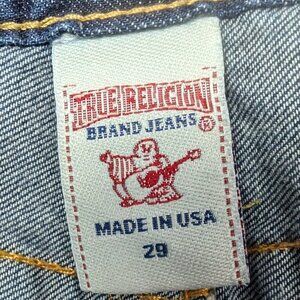 TRUE RELIGION
BRAND JEANS ®
MADE IN USA
29